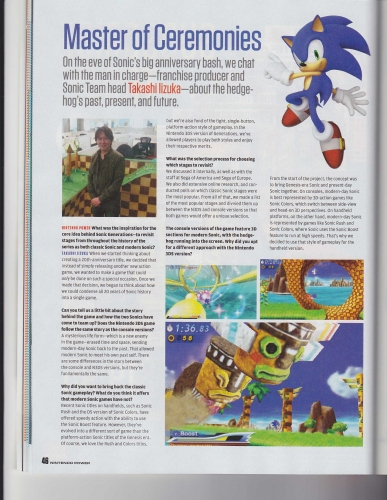 Master of Ceremonies
On the eve of Sonic's big anniversary bash, we chat
with the man in charge—franchise producer and
Sonic Team head Takashi Iizuka—about the hedge-
hog's past, present, and future.
NINTENDO POWER What was the inspiration for the
core idea behind Sonic Generations—to revisit
stages from throughout the history of the
series as both classic Sonic and modern Sonic?
TAKASHI IIZUKA When we started thinking about
creating a 20th-anniversary title, we decided that
instead of simply releasing another new action
game, we wanted to make a game that could
only be done on such a special occasion. Once we
made that decision, we began to think about how
we could condense all 20 years of Sonic history
into a single game.
Can you tell us a little bit about the story
behind the game and how the two Sonics have
come to team up? Does the Nintendo 3DS game
follow the same story as the console versions?
A mysterious life form—which is a new enemy
in the game—erased time and space, sending
modern-day Sonic back to the past. That allowed
modern Sonic to meet his own past self. There
are some differences in the story between
the console and N3DS versions, but they're
fundamentally the same.
Why did you want to bring back the classic
Sonic gameplay? What do you think it offers
that modern Sonic games have not?
Recent Sonic titles on handhelds, such as Sonic
Rush and the DS version of Sonic Colors, have
offered speedy action with the ability to use
the Sonic Boost feature. However, they're
evolved into a different sort of game than the
platform-action Sonic titles of the Genesis era.
Of course, we love the Rush and Colors titles,
but we're also fond of the tight, single-button,
platform-action style of gameplay. In the
Nintendo 3DS version of Generations, we've
allowed players to play both styles and enjoy
their respective merits.
What was the selection process for choosing
which stages to revisit?
We discussed it internally, as well as with the
staff at Sega of America and Sega of Europe.
We also did extensive online research, and con-
ducted polls on which classic Sonic stages were
the most popular. From all of that, we made a list
of the most popular stages and divided them up
between the N3DS and console versions so that
both games would offer a unique selection.
The console versions of the game feature 3D
sections for modern Sonic, with the hedge-
hog running into the screen. Why did you opt
for a different approach with the Nintendo
3DS version?
From the start of the project, the concept was
to bring Genesis-era Sonic and present-day
Sonic together. On consoles, modern-day Sonic
is best represented by 3D action games like
Sonic Colors, which switch between side-view
and head-on 3D perspectives. On handheld
platforms, on the other hand, modern-day Sonic
is represented by games like Sonic Rush and
Sonic Colors, where Sonic uses the Sonic Boost
feature to run at high speeds. That's why we
decided to use that style of gameplay for the
handheld version.
1:36.83
Boost
46 NINTENDO POWER